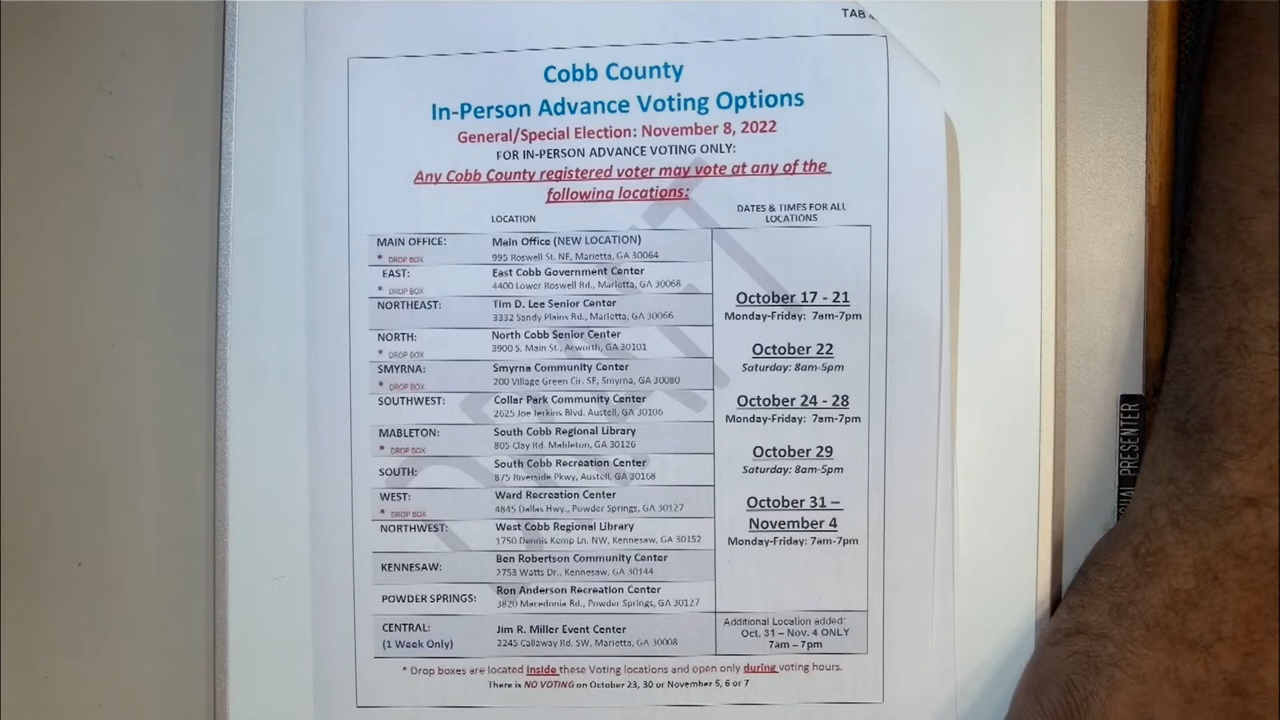 TAB
Cobb County
In-Person Advance Voting Options
General/Special Election: November 8, 2022
FOR IN-PERSON ADVANCE VOTING ONLY:
Any Cobb County registered voter may vote at any of the
following locations:
LOCATION
DATES & TIMES FOR ALL
LOCATIONS
MAIN OFFICE:
* DROP BOX
Main Office (NEW LOCATION)
995 Roswell St. NE, Marietta, GA 30064
EAST:
* DROP BOX
East Cobb Government Center
4400 Lower Roswell Rd., Marietta, GA 30068
NORTHEAST:
Tim D. Lee Senior Center
3332 Sandy Plains Rd., Marietta, GA 30066
NORTH:
* DROP BOX
North Cobb Senior Center
3900 S. Main St., Acworth, GA 30101
SMYRNA:
* DROP BOX
Smyrna Community Center
200 Village Green Cir. SE, Smyrna, GA 30080
SOUTHWEST:
Collar Park Community Center
2625 Joe Jerkins Blvd. Austell, GA 30106
MABLETON:
* DROP BOX
South Cobb Regional Library
805 Clay Rd. Mableton, GA 30126
SOUTH:
South Cobb Recreation Center
875 Riverside Pkwy, Austell, GA 30168
WEST:
* DROP BOX
Ward Recreation Center
4845 Dallas Hwy., Powder Springs, GA 30127
NORTHWEST:
West Cobb Regional Library
1750 Dennis Kemp Ln. NW, Kennesaw, GA 30152
KENNESAW:
Ben Robertson Community Center
2753 Watts Dr., Kennesaw, GA 30144
POWDER SPRINGS:
Ron Anderson Recreation Center
3820 Macedonia Rd., Powder Springs, GA 30127
CENTRAL:
(1 Week Only)
Jim R. Miller Event Center
2245 Callaway Rd. SW, Marietta, GA 30008
October 17 - 21
Monday-Friday: 7am-7pm
October 22
Saturday: 8am-5pm
October 24 - 28
Monday-Friday: 7am-7pm
October 29
Saturday: 8am-5pm
October 31 –
November 4
Monday-Friday: 7am-7pm
Additional Location added:
Oct. 31 – Nov. 4 ONLY
7am – 7pm
* Drop boxes are located inside these Voting locations and open only during voting hours.
There is NO VOTING on October 23, 30 or November 5, 6 or 7
DRAFT
PRESENTER